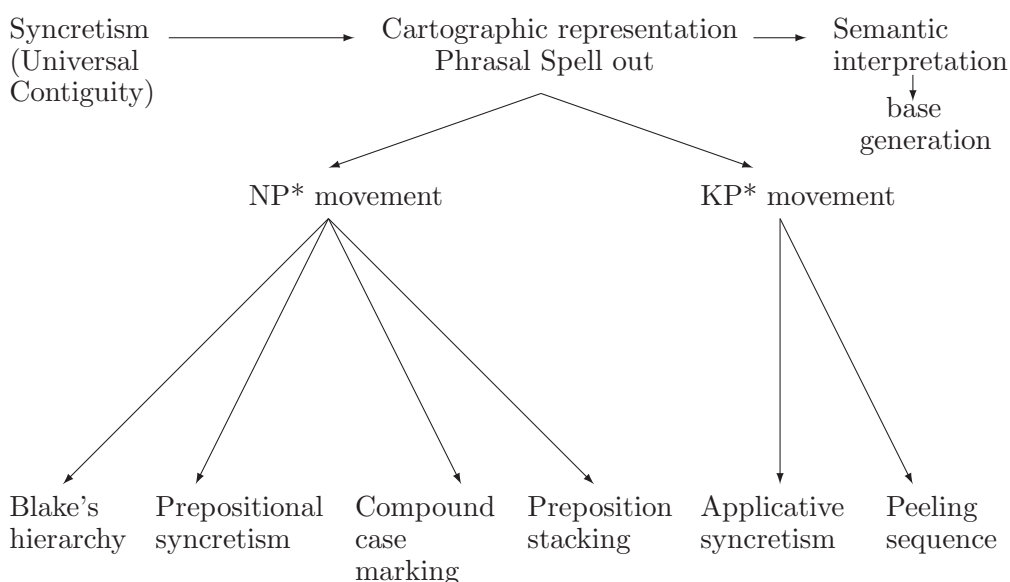 Syncretism
(Universal
Contiguity)
Cartographic representation
Phrasal Spell out
Semantic
interpretation
base
generation
NP* movement
KP* movement
Blake's
hierarchy
Prepositional
syncretism
Compound
case
marking
Preposition
stacking
Applicative
syncretism
Peeling
sequence